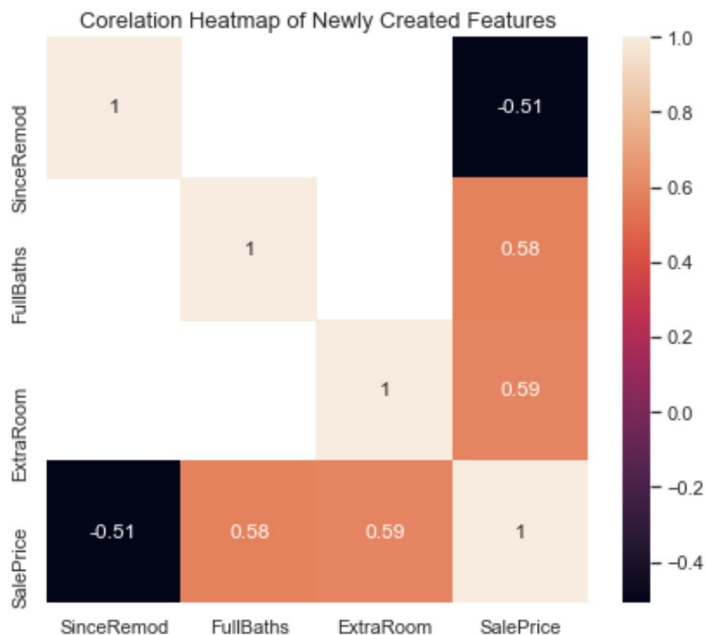 Corelation Heatmap of Newly Created Features
SinceRemod
FullBaths
ExtraRoom
SalePrice
1
-0.51
1
0.58
1
0.59
-0.51
0.58
0.59
1
SinceRemod
FullBaths
ExtraRoom
SalePrice
1.0
0.8
0.6
0.4
0.2
0.0
−0.2
−0.4